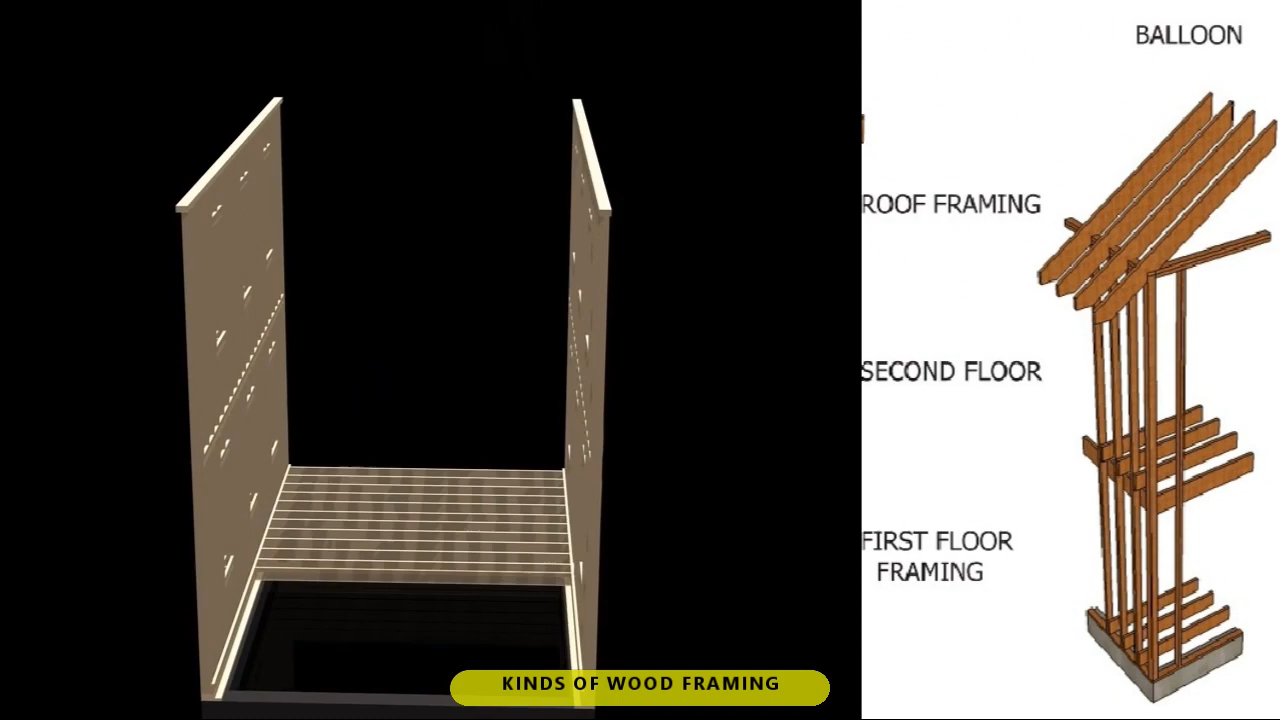 BALLOON
ROOF FRAMING
SECOND FLOOR
FIRST FLOOR
FRAMING
KINDS OF WOOD FRAMING